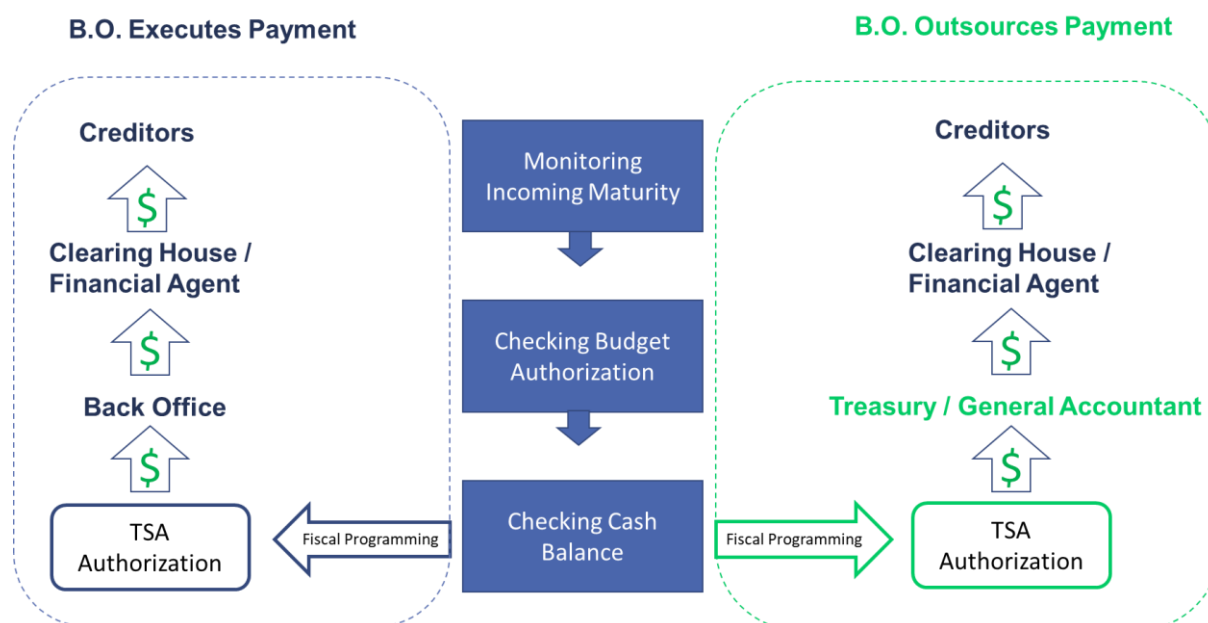 B.O. Executes Payment
B.O. Outsources Payment
Creditors
$
Clearing House /
Financial Agent
$
Back Office
$
TSA
Authorization
Fiscal Programming
Monitoring
Incoming Maturity
Checking Budget
Authorization
Checking Cash
Balance
Fiscal Programming
Creditors
$
Clearing House /
Financial Agent
$
Treasury / General Accountant
$
TSA
Authorization